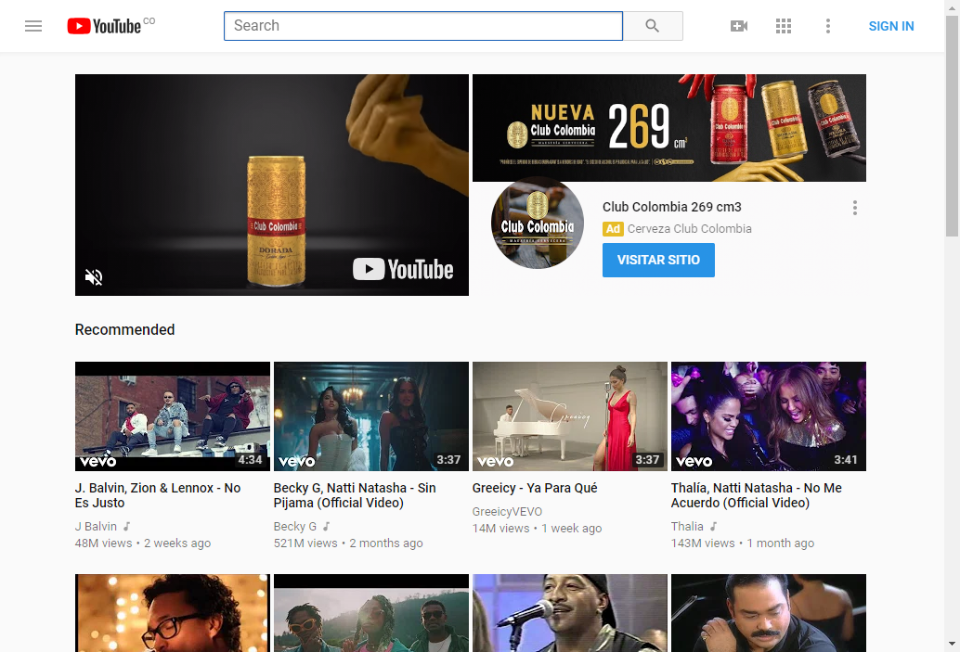 YouTube CO
Search
SIGN IN
NUEVA
Club Colombia
269 cm³
Club Colombia
DORADA
YouTube
Club Colombia
Club Colombia 269 cm3
Ad Cerveza Club Colombia
VISITAR SITIO
Recommended
vevo 4:34
vevo 3:37
vevo Greeicy 3:37
vevo 3:41
J. Balvin, Zion & Lennox - No
Es Justo
J Balvin
48M views • 2 weeks ago
Becky G, Natti Natasha - Sin
Pijama (Official Video)
Becky G
521M views • 2 months ago
Greeicy - Ya Para Qué
GreeicyVEVO
14M views • 1 week ago
Thalía, Natti Natasha - No Me
Acuerdo (Official Video)
Thalia
143M views • 1 month ago